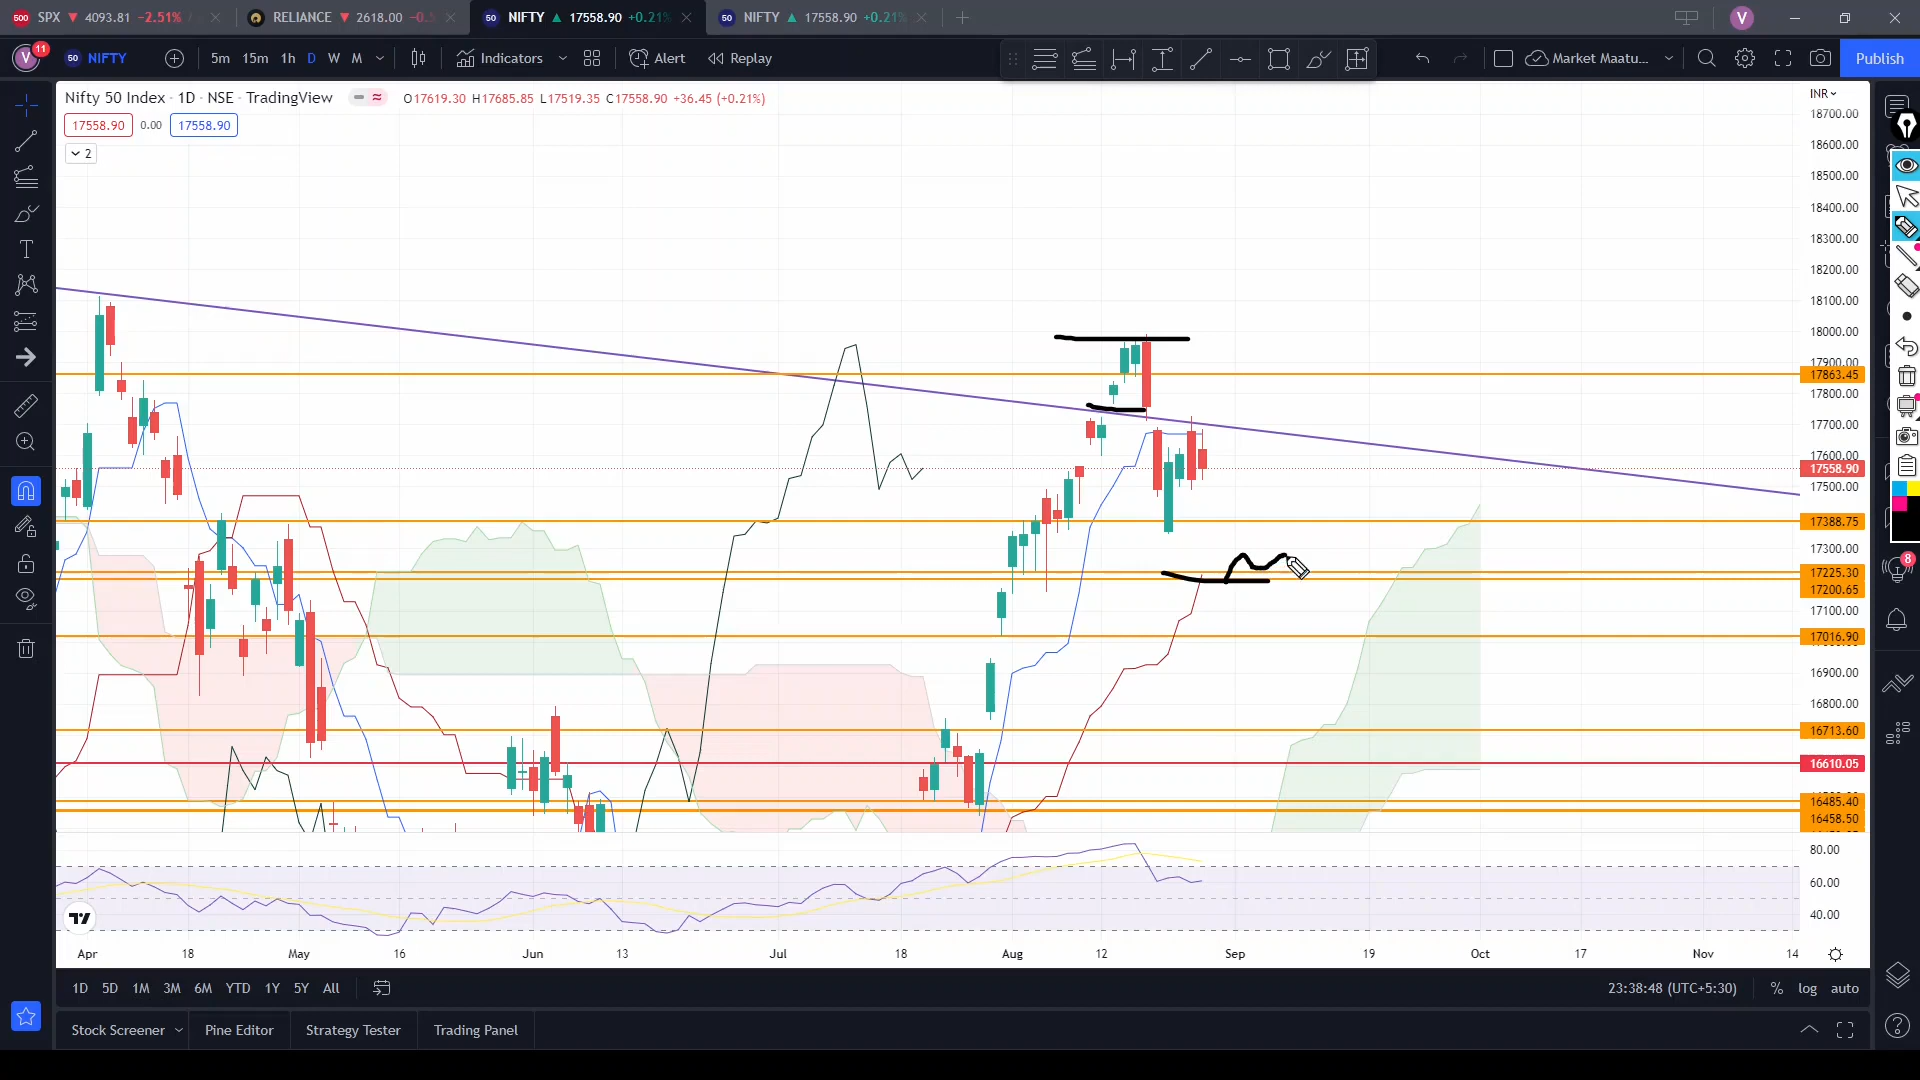 500 SPX ▼ 4093.81 −2.51%
RELIANCE ▼ 2618.00 −0.5
50 NIFTY ▲ 17558.90 +0.21%
50 NIFTY ▲ 17558.90 +0.21%
V
V 11
50 NIFTY
5m 15m 1h D W M
Indicators
Alert
Replay
Market Maatu...
Publish
Nifty 50 Index · 1D · NSE · TradingView
O17619.30 H17685.85 L17519.35 C17558.90 +36.45 (+0.21%)
INR
17558.90 0.00 17558.90
2
18700.00
18600.00
18500.00
18400.00
18300.00
18200.00
18100.00
18000.00
17900.00
17863.45
17800.00
17700.00
17600.00
17558.90
17500.00
17388.75
17300.00
17225.30
17200.65
17100.00
17016.90
16900.00
16800.00
16713.60
16610.05
16485.40
16458.50
80.00
60.00
40.00
8
Apr 18 May 16 Jun 13 Jul 18 Aug 12 Sep 19 Oct 17 Nov 14
1D 5D 1M 3M 6M YTD 1Y 5Y All
23:38:48 (UTC+5:30) % log auto
Stock Screener Pine Editor Strategy Tester Trading Panel